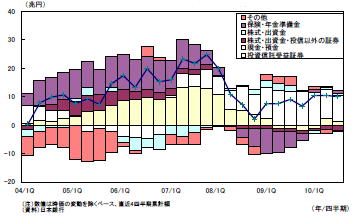 (兆円)
40
30
20
10
0
-10
-20
その他
保険・年金準備金
株式・出資金
株式・出資金・投信以外の証券
現金・預金
投資信託受益証券
04/1Q 05/1Q 06/1Q 07/1Q 08/1Q 09/1Q 10/1Q
(年/四半期)
(注)数値は時価の変動を除くベース、直近4四半期累計額
(資料)日本銀行